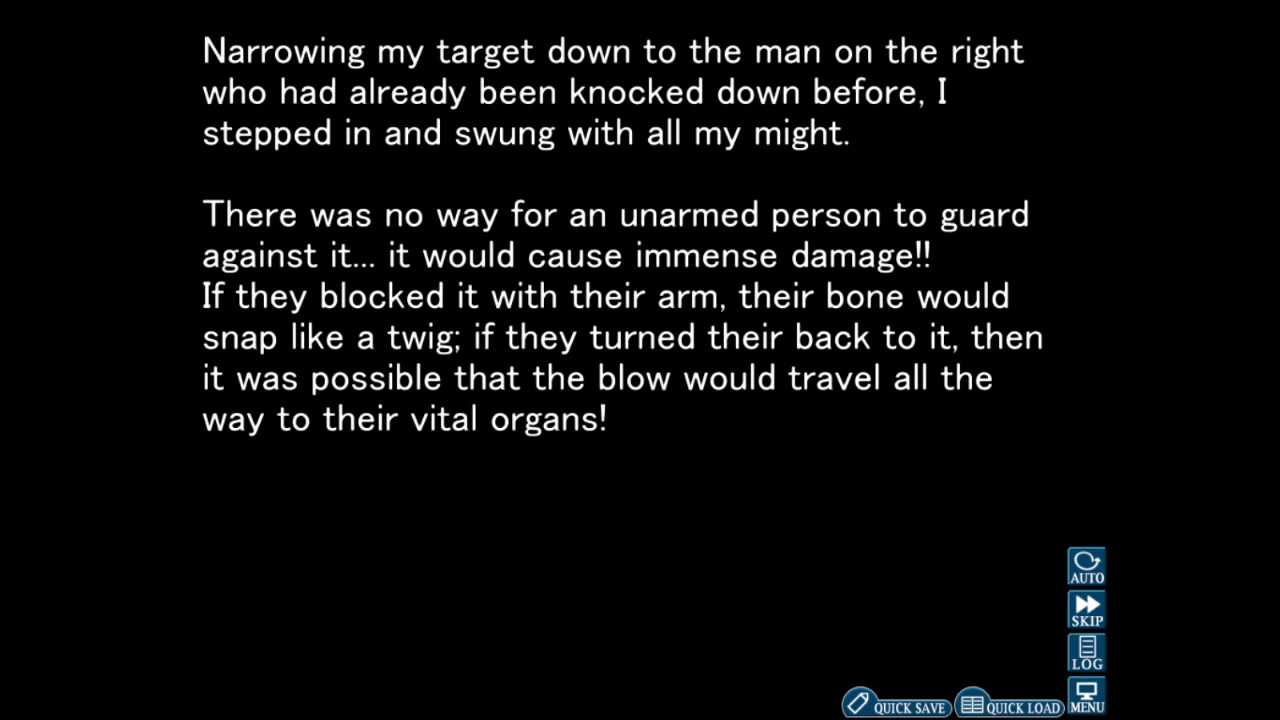 Narrowing my target down to the man on the right
who had already been knocked down before, I
stepped in and swung with all my might.
There was no way for an unarmed person to guard
against it... it would cause immense damage!!
If they blocked it with their arm, their bone would
snap like a twig; if they turned their back to it, then
it was possible that the blow would travel all the
way to their vital organs!
AUTO
SKIP
LOG
QUICK SAVE QUICK LOAD MENU